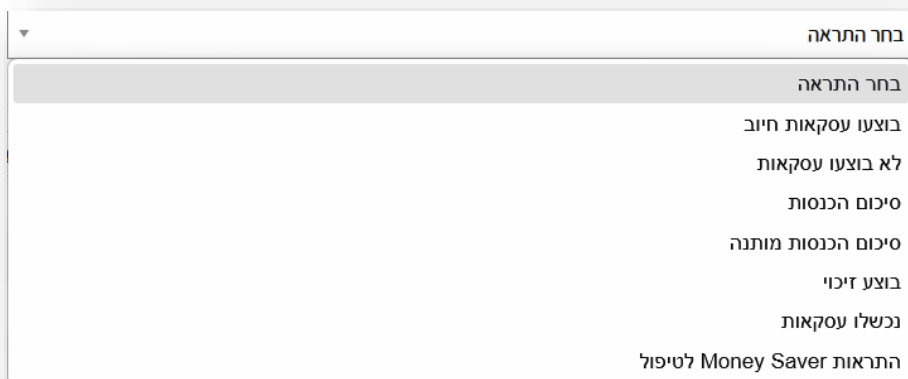 בחר התראה
בחר התראה
בוצעו עסקאות חיוב
לא בוצעו עסקאות
סיכום הכנסות
סיכום הכנסות מותנה
בוצע זיכוי
נכשלו עסקאות
התראות Money Saver לטיפול